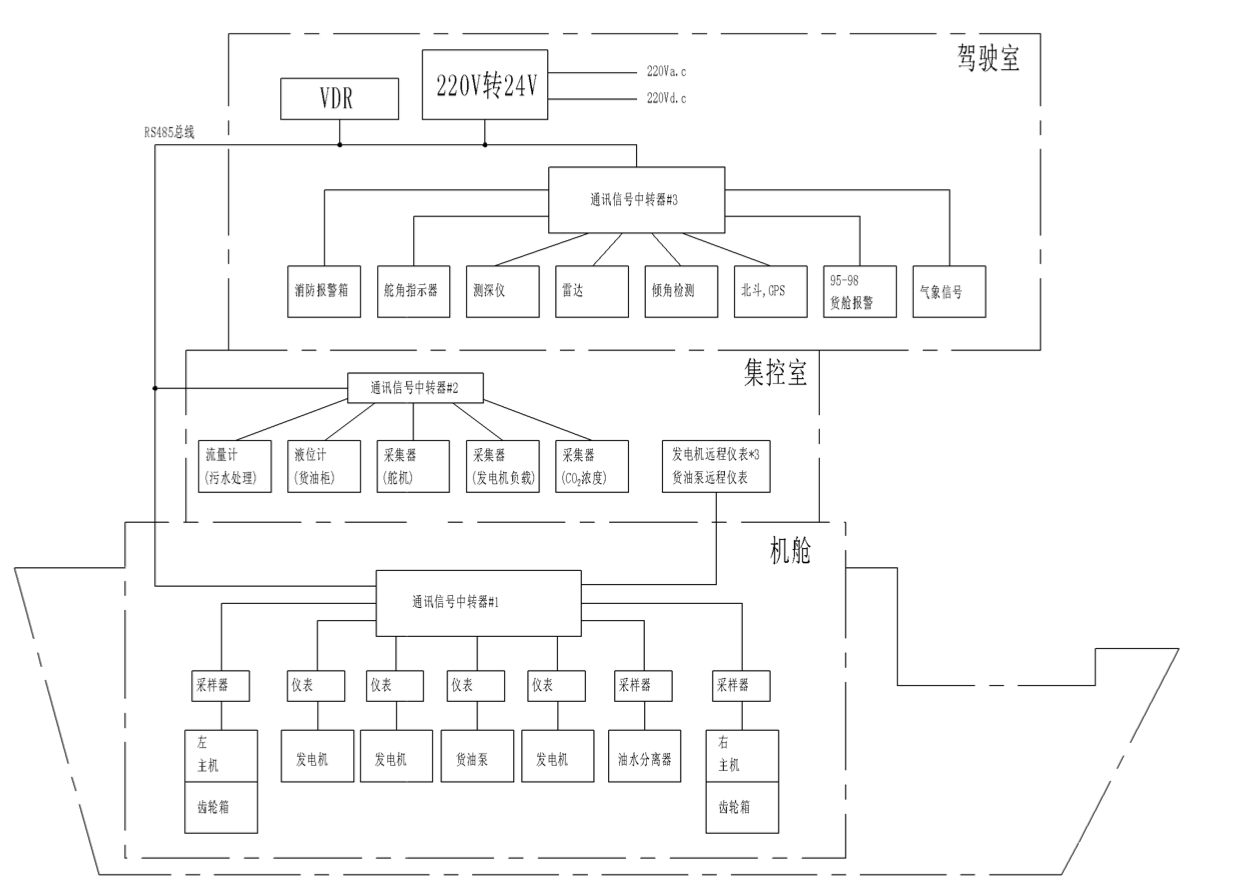 驾驶室
VDR
220V转24V
220Va.c
220Vd.c
RS485总线
通讯信号中转器#3
消防报警箱
舵角指示器
测深仪
雷达
倾角检测
北斗,GPS
95-98
货舱报警
气象信号
集控室
通讯信号中转器#2
流量计
(污水处理)
液位计
(货油柜)
采集器
(舵机)
采集器
(发电机负载)
采集器
(CO₂浓度)
发电机远程仪表*3
货油泵远程仪表
机舱
通讯信号中转器#1
采样器
仪表
仪表
仪表
仪表
采样器
采样器
左
主机
齿轮箱
发电机
发电机
货油泵
发电机
油水分离器
右
主机
齿轮箱